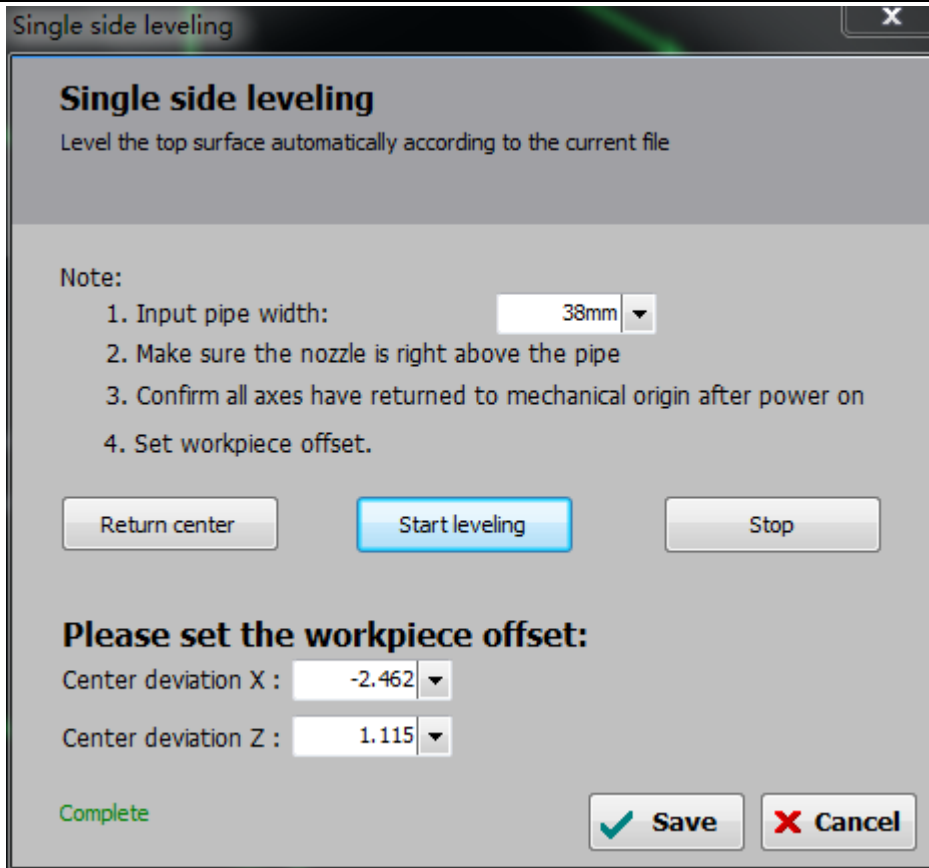 Single side leveling
X
Single side leveling
Level the top surface automatically according to the current file
Note:
1. Input pipe width: 38mm
2. Make sure the nozzle is right above the pipe
3. Confirm all axes have returned to mechanical origin after power on
4. Set workpiece offset.
Return center Start leveling Stop
Please set the workpiece offset:
Center deviation X : -2.462
Center deviation Z : 1.115
Complete Save Cancel